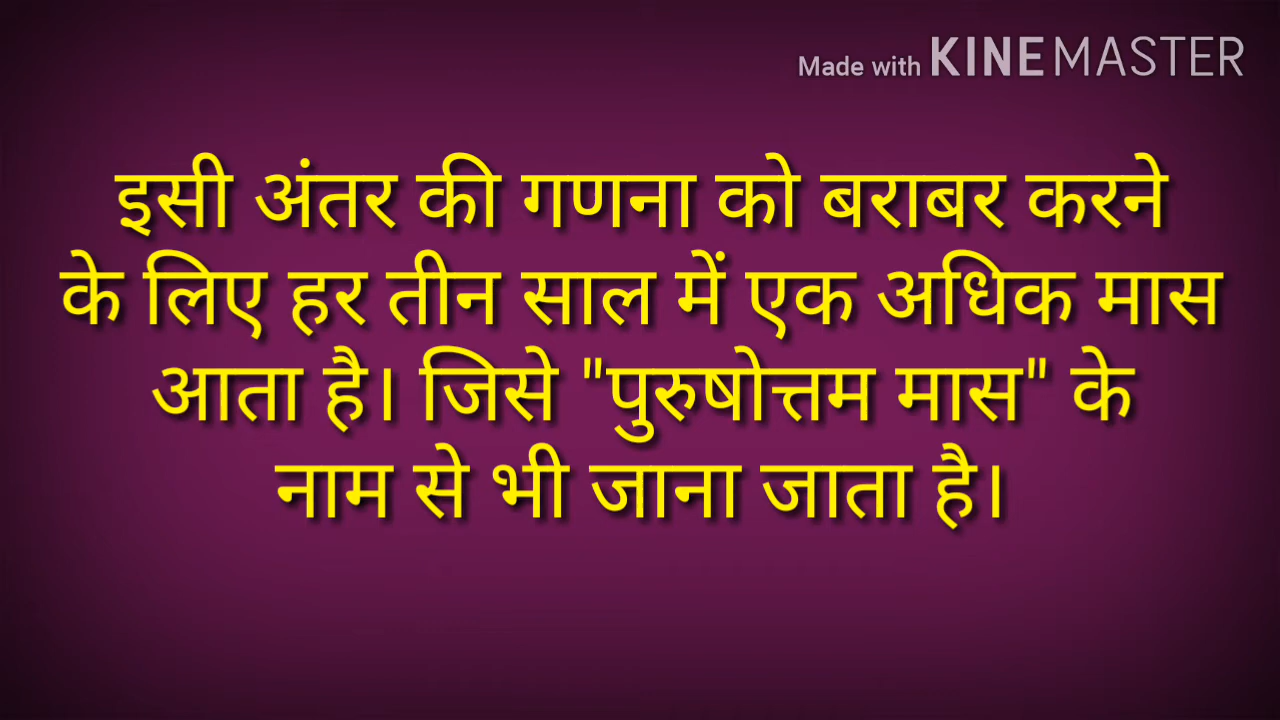 Made with KINEMASTER
इसी अंतर की गणना को बराबर करने
के लिए हर तीन साल में एक अधिक मास
आता है। जिसे "पुरुषोत्तम मास" के
नाम से भी जाना जाता है।